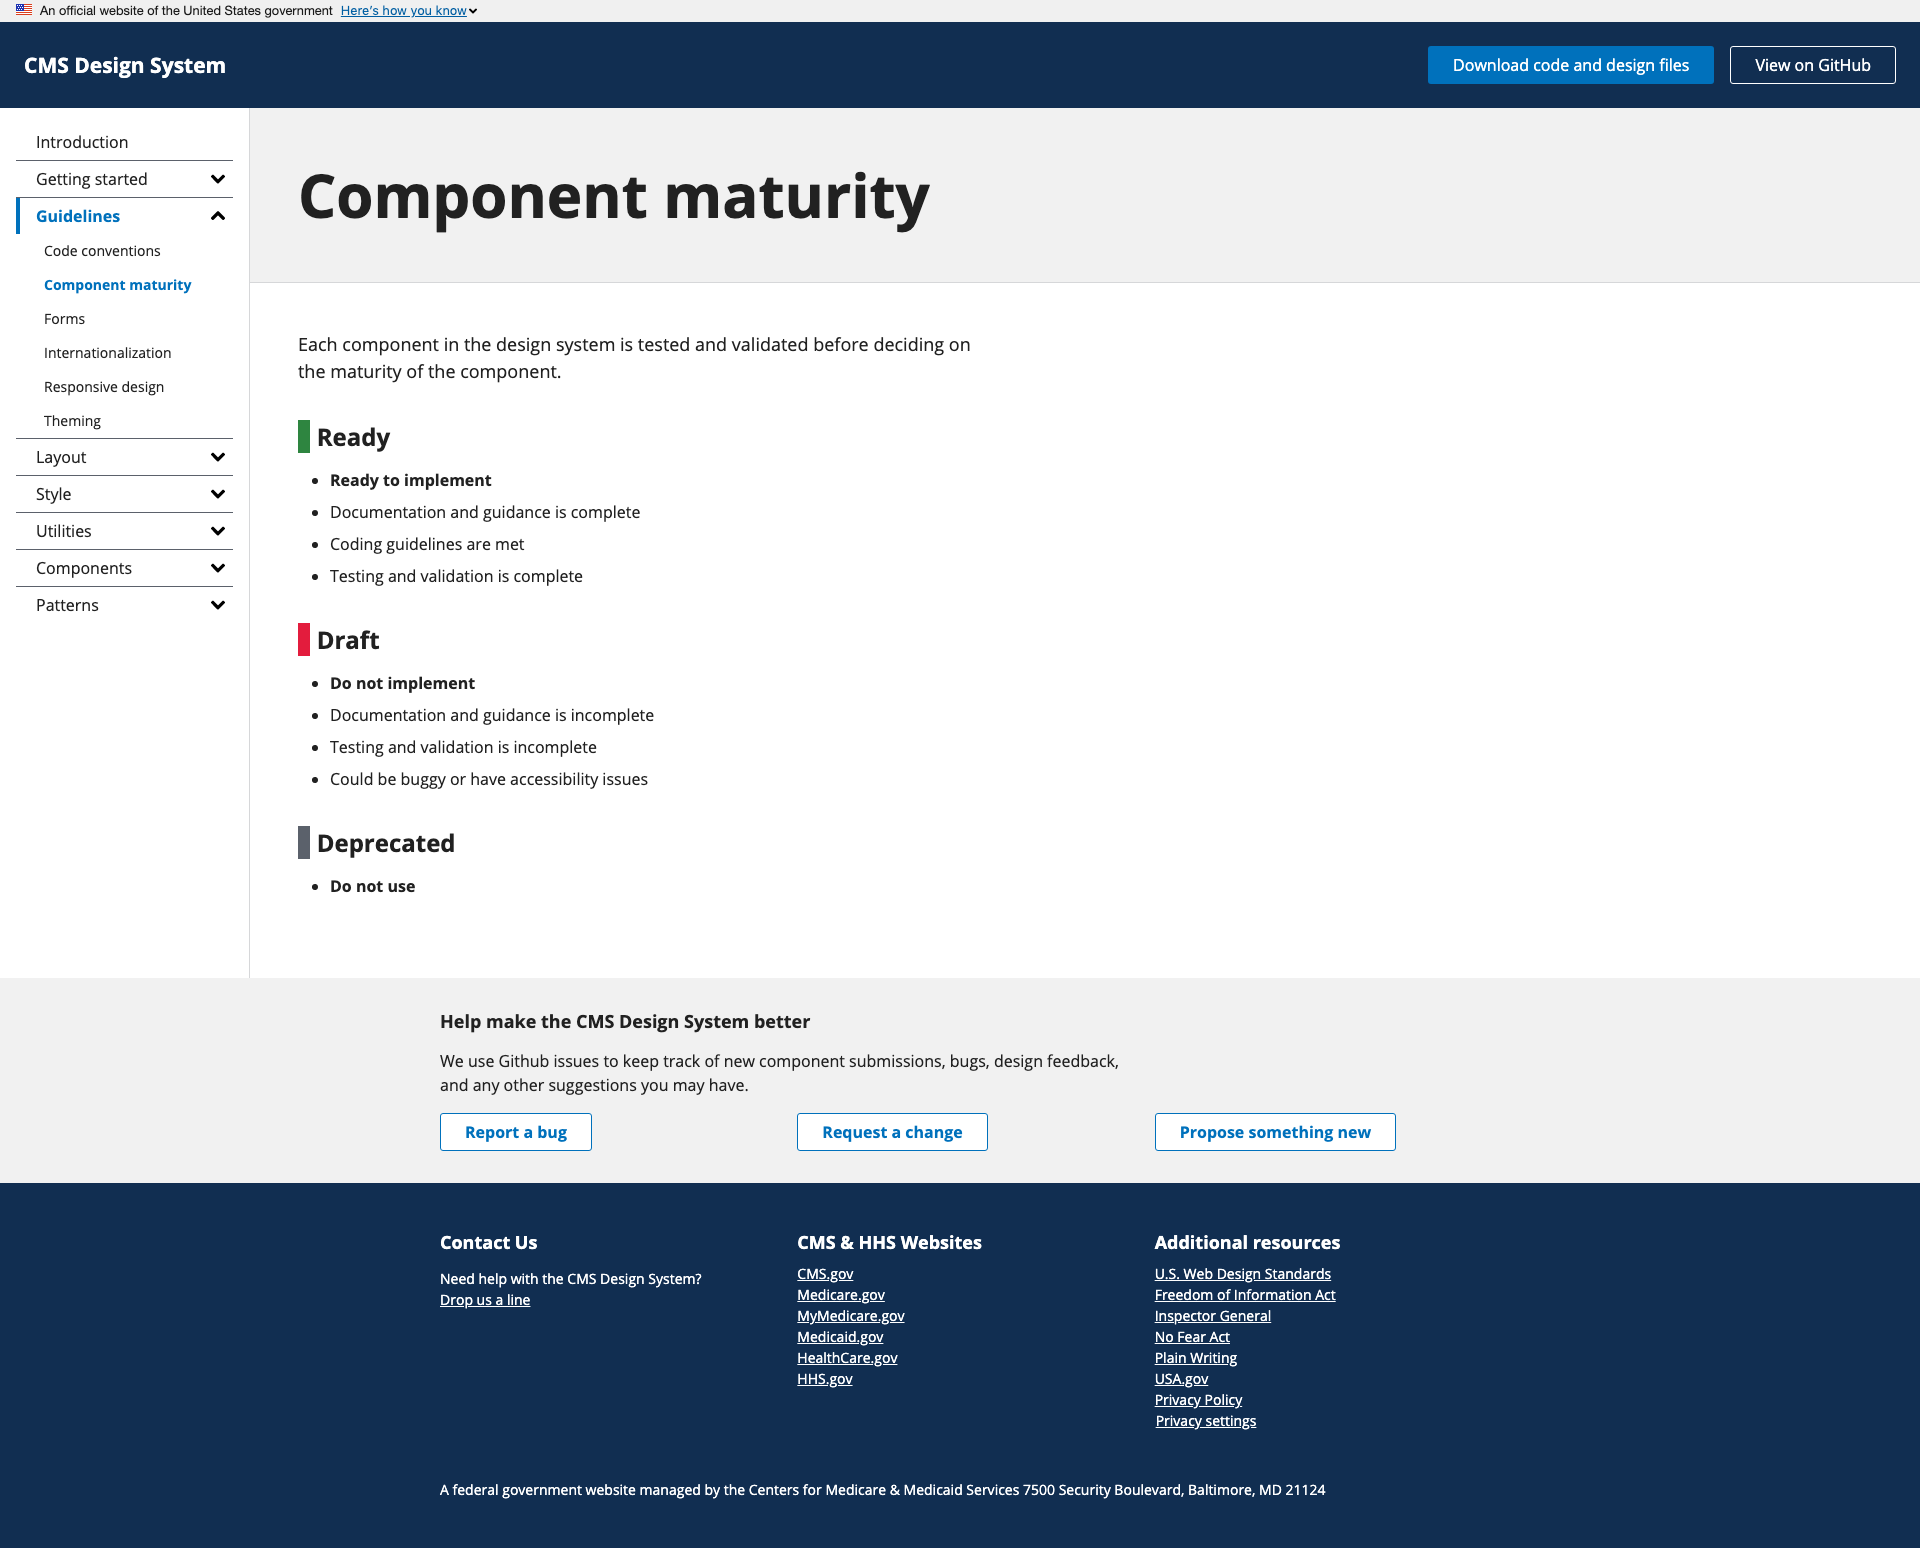 An official website of the United States government Here's how you know
CMS Design System
Download code and design files
View on GitHub
Introduction
Getting started
Guidelines
Code conventions
Component maturity
Forms
Internationalization
Responsive design
Theming
Layout
Style
Utilities
Components
Patterns
Component maturity
Each component in the design system is tested and validated before deciding on
the maturity of the component.
Ready
Ready to implement
Documentation and guidance is complete
Coding guidelines are met
Testing and validation is complete
Draft
Do not implement
Documentation and guidance is incomplete
Testing and validation is incomplete
Could be buggy or have accessibility issues
Deprecated
Do not use
Help make the CMS Design System better
We use Github issues to keep track of new component submissions, bugs, design feedback,
and any other suggestions you may have.
Report a bug
Request a change
Propose something new
Contact Us
Need help with the CMS Design System?
Drop us a line
CMS & HHS Websites
CMS.gov
Medicare.gov
MyMedicare.gov
Medicaid.gov
HealthCare.gov
HHS.gov
Additional resources
U.S. Web Design Standards
Freedom of Information Act
Inspector General
No Fear Act
Plain Writing
USA.gov
Privacy Policy
Privacy settings
A federal government website managed by the Centers for Medicare & Medicaid Services 7500 Security Boulevard, Baltimore, MD 21124